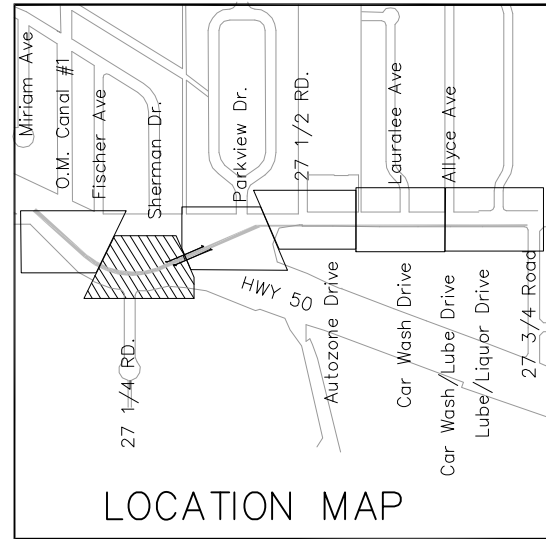 Miriam Ave
O.M. Canal #1
Fischer Ave
Sherman Dr.
Parkview Dr.
27 1/2 RD.
Lauralee Ave
Allyce Ave
HWY 50
27 1/4 RD.
Autozone Drive
Car Wash Drive
Car Wash/Lube Drive
Lube/Liquor Drive
27 3/4 Road
LOCATION MAP